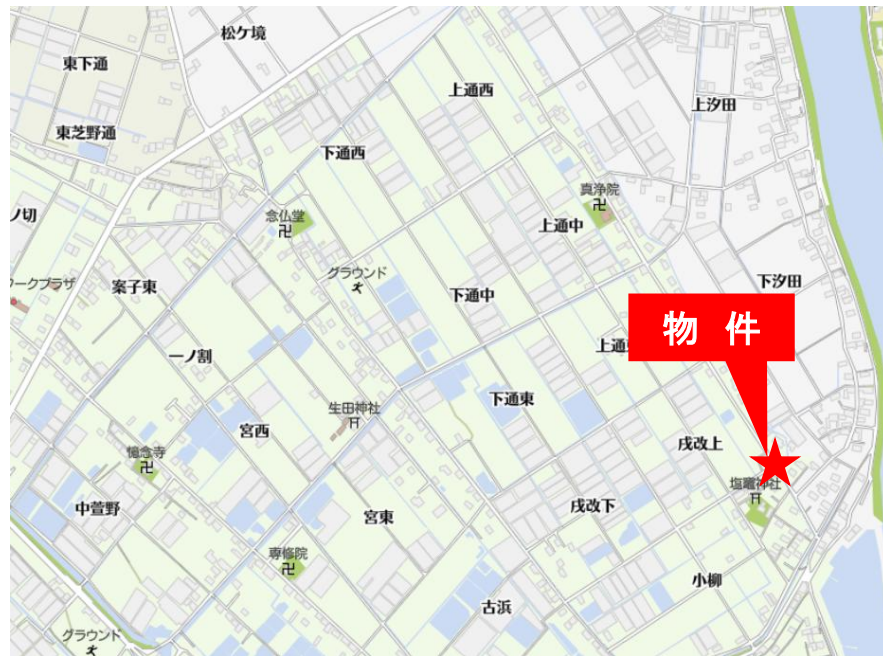 松ケ境
東下通
上通西
上汐田
東芝野通
下通西
真浄院
ノ切
念仏堂
上通中
グラウンド
ークプラザ
案子東
下通中
下汐田
物 件
上通
一ノ割
下通東
生田神社
宮西
戌改上
憶念寺
塩竈神社
中萱野
宮東
戌改下
専修院
小柳
古浜
グラウンド